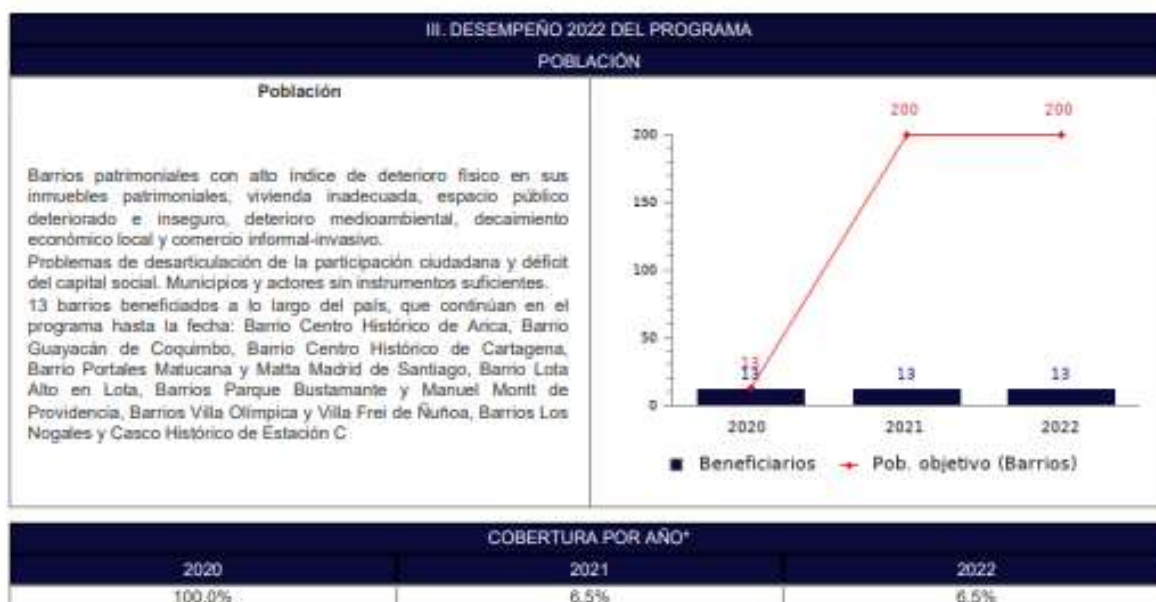 III. DESEMPEÑO 2022 DEL PROGRAMA
POBLACIÓN
Población
Barrios patrimoniales con alto índice de deterioro físico en sus
inmuebles patrimoniales, vivienda inadecuada, espacio público
deteriorado e inseguro, deterioro medioambiental, decaimiento
económico local y comercio informal-invasivo.
Problemas de desarticulación de la participación ciudadana y déficit
del capital social. Municipios y actores sin instrumentos suficientes.
13 barrios beneficiados a lo largo del país, que continúan en el
programa hasta la fecha: Barrio Centro Histórico de Arica, Barrio
Guayacán de Coquimbo, Barrio Centro Histórico de Cartagena,
Barrio Portales Matucana y Matta Madrid de Santiago, Barrio Lota
Alto en Lota, Barrios Parque Bustamante y Manuel Montt de
Providencia, Barrios Villa Olímpica y Villa Frei de Ñuñoa, Barrios Los
Nogales y Casco Histórico de Estación C
200 200
200
150
100
50
0
13
13 13 13
2020 2021 2022
Beneficiarios Pob. objetivo (Barrios)
COBERTURA POR AÑO*
2020 2021 2022
100,0% 6,5% 6,5%